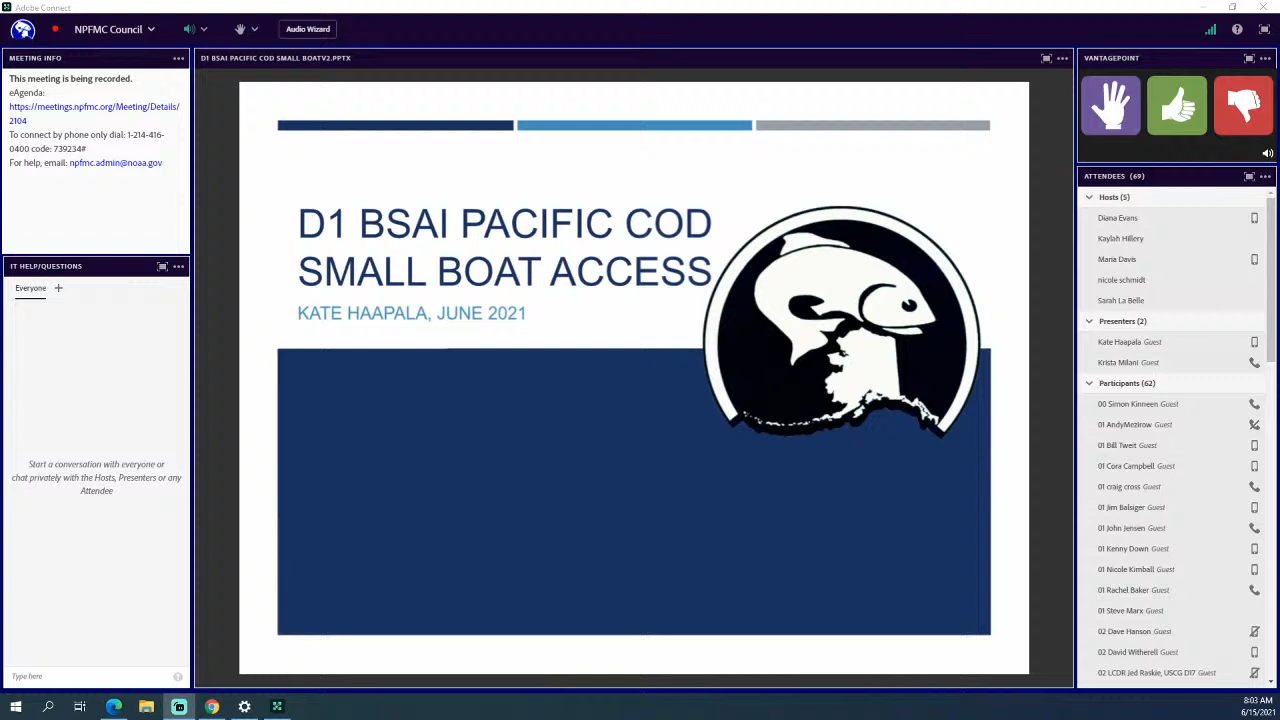 Adobe Connect
NPFMC Council
Audio Wizard
MEETING INFO
This meeting is being recorded.
eAgenda:
https://meetings.npfmc.org/Meeting/Details/
2104
To connect by phone only dial: 1-214-416-
0400 code: 739234#
For help, email: npfmc.admin@noaa.gov
IT HELP/QUESTIONS
Everyone
Start a conversation with everyone or
chat privately with the Hosts, Presenters or any
Attendee
Type here
D1 BSAI PACIFIC COD SMALL BOATV2.PPTX
D1 BSAI PACIFIC COD
SMALL BOAT ACCESS
KATE HAAPALA, JUNE 2021
VANTAGEPOINT
ATTENDEES (69)
Hosts (5)
Diana Evans
Kaylah Hillery
Maria Davis
nicole schmidt
Sarah La Belle
Presenters (2)
Kate Haapala Guest
Krista Milani Guest
Participants (62)
00 Simon Kinneen Guest
01 AndyMezirow Guest
01 Bill Tweit Guest
01 Cora Campbell Guest
01 craig cross Guest
01 Jim Balsiger Guest
01 John Jensen Guest
01 Kenny Down Guest
01 Nicole Kimball Guest
01 Rachel Baker Guest
01 Steve Marx Guest
02 Dave Hanson Guest
02 David Witherell Guest
02 LCDR Jed Raskie, USCG D17 Guest
8:03 AM
6/15/2021